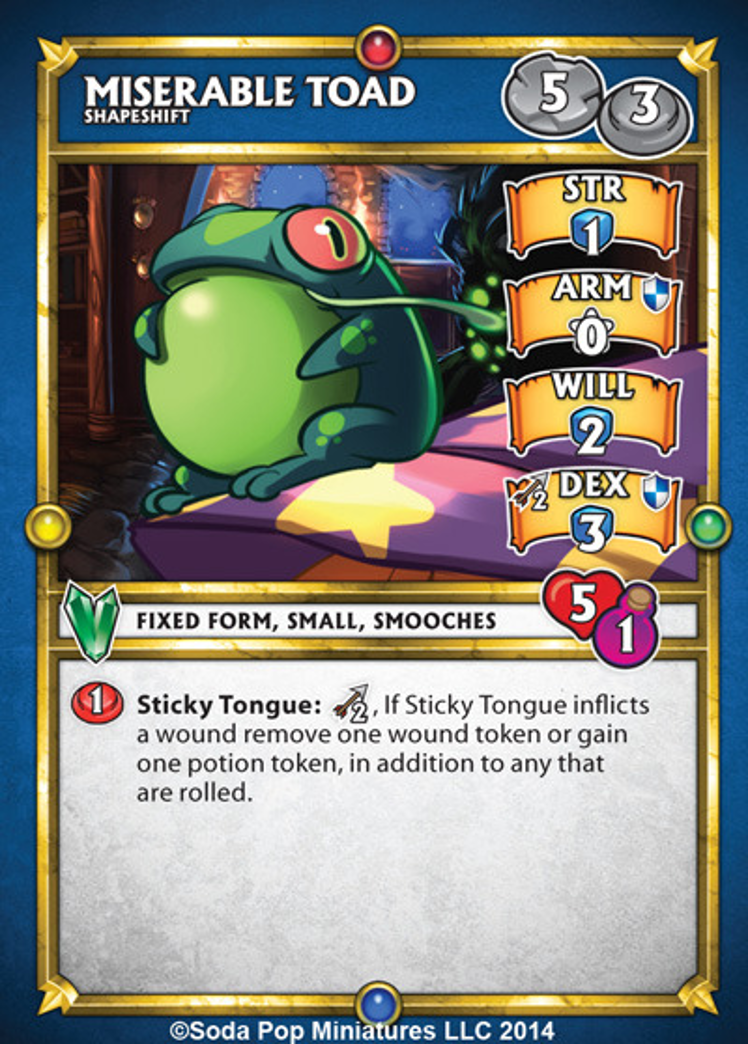 MISERABLE TOAD
SHAPESHIFT
5
3
STR
1
ARM
0
WILL
2
2 DEX
3
FIXED FORM, SMALL, SMOOCHES
5
1
1
Sticky Tongue: 2, If Sticky Tongue inflicts
a wound remove one wound token or gain
one potion token, in addition to any that
are rolled.
©Soda Pop Miniatures LLC 2014